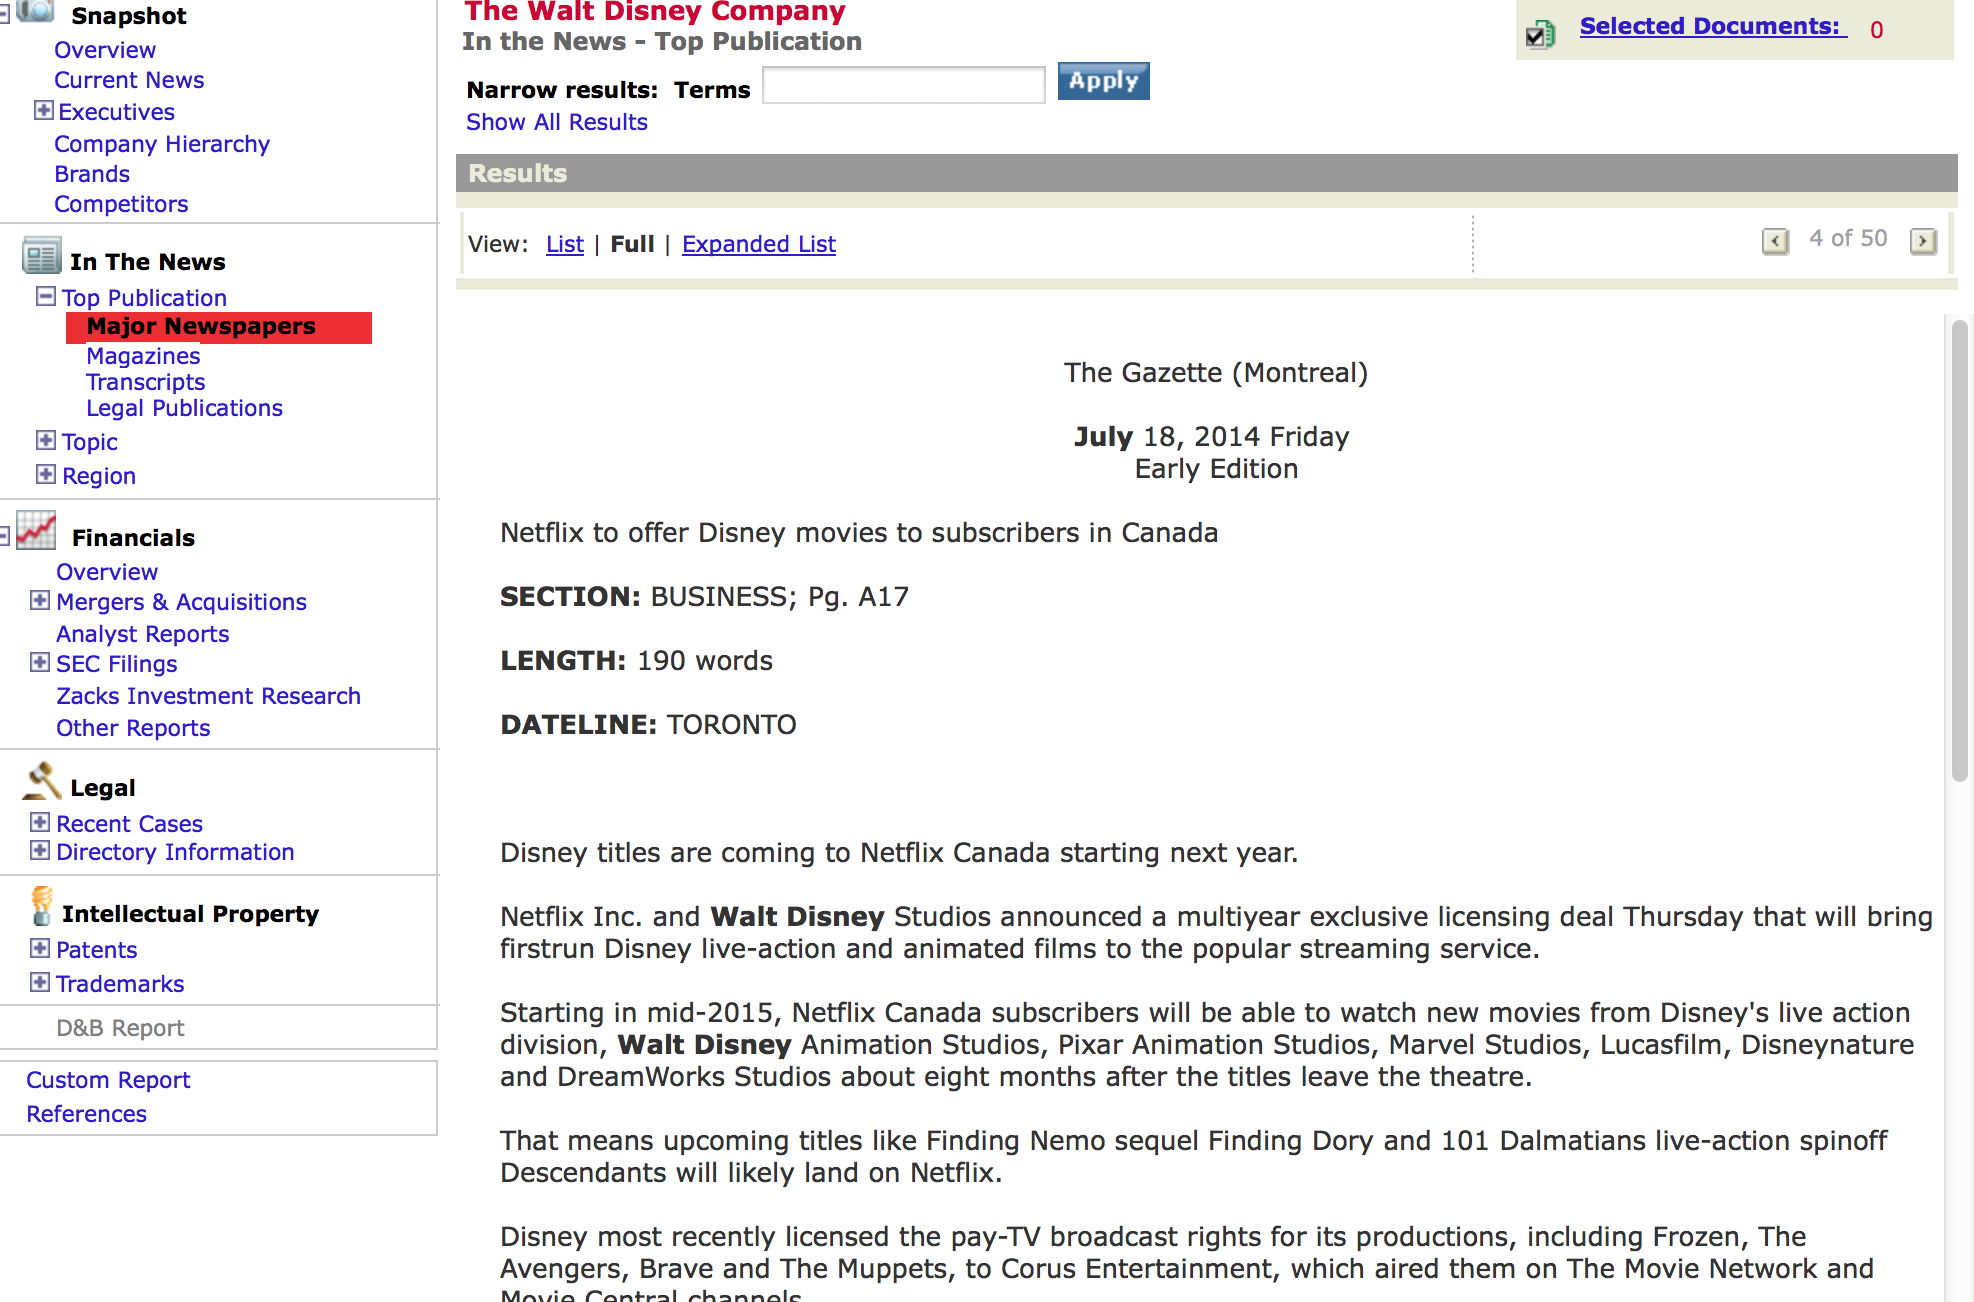 Snapshot
Overview
Current News
Executives
Company Hierarchy
Brands
Competitors
In The News
Top Publication
Major Newspapers
Magazines
Transcripts
Legal Publications
Topic
Region
Financials
Overview
Mergers & Acquisitions
Analyst Reports
SEC Filings
Zacks Investment Research
Other Reports
Legal
Recent Cases
Directory Information
Intellectual Property
Patents
Trademarks
D&B Report
Custom Report
References
The Walt Disney Company
In the News - Top Publication
Selected Documents: 0
Narrow results: Terms Apply
Show All Results
Results
View: List | Full | Expanded List
4 of 50
The Gazette (Montreal)
July 18, 2014 Friday
Early Edition
Netflix to offer Disney movies to subscribers in Canada
SECTION: BUSINESS; Pg. A17
LENGTH: 190 words
DATELINE: TORONTO
Disney titles are coming to Netflix Canada starting next year.
Netflix Inc. and Walt Disney Studios announced a multiyear exclusive licensing deal Thursday that will bring
firstrun Disney live-action and animated films to the popular streaming service.
Starting in mid-2015, Netflix Canada subscribers will be able to watch new movies from Disney's live action
division, Walt Disney Animation Studios, Pixar Animation Studios, Marvel Studios, Lucasfilm, Disneynature
and DreamWorks Studios about eight months after the titles leave the theatre.
That means upcoming titles like Finding Nemo sequel Finding Dory and 101 Dalmatians live-action spinoff
Descendants will likely land on Netflix.
Disney most recently licensed the pay-TV broadcast rights for its productions, including Frozen, The
Avengers, Brave and The Muppets, to Corus Entertainment, which aired them on The Movie Network and
Movie Central channels.